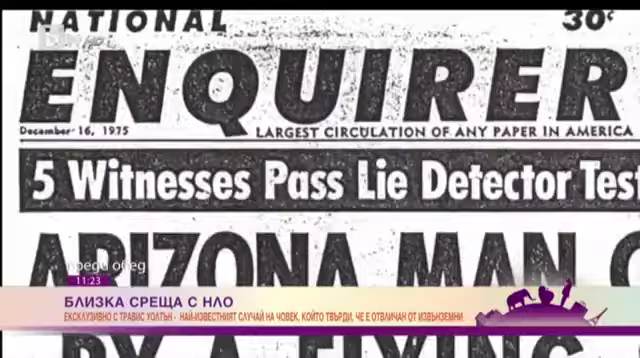 NATIONAL
30¢
ENQUIRER
December 16, 1975
LARGEST CIRCULATION OF ANY PAPER IN AMERICA
5 Witnesses Pass Lie Detector Test
ARIZONA MAN
преди обед
11:23
БЛИЗКА СРЕЩА С НЛО
ЕКСКЛУЗИВНО С ТРАВИС УОЛТЪН - НАЙ-ИЗВЕСТНИЯТ СЛУЧАЙ НА ЧОВЕК, КОЙТО ТВЪРДИ, ЧЕ Е ОТВЛИЧАН ОТ ИЗВЪНЗЕМНИ
BY A FLYING